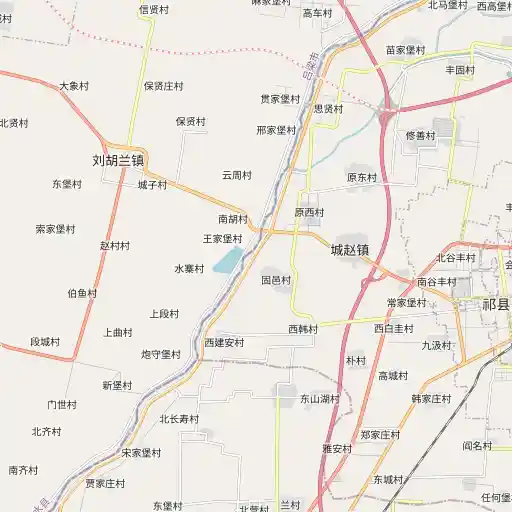 信贤村
麻家堡村
高车村
北马堡村
西高堡村
城村
苗家堡村
吕梁市
丰固村
大象村
保贤庄村
贯家堡村
思贤村
北贤村
保贤村
邢家堡村
修善村
刘胡兰镇
云周村
原东村
东堡村
城子村
南胡村
原西村
索家堡村
赵村村
王家堡村
城赵镇
北谷丰村
水寨村
固邑村
南谷丰村
伯鱼村
常家堡村
祁县
上段村
上曲村
西韩村
西白圭村
段城村
西建安村
九汲村
炮守堡村
朴村
高城村
新堡村
东山湖村
韩家庄村
门世村
北长寿村
北齐村
郑家庄村
雅安村
阎名村
宋家堡村
南齐村
贾家庄村
东城村
东堡村
北营村
兰村
任何堡
水县